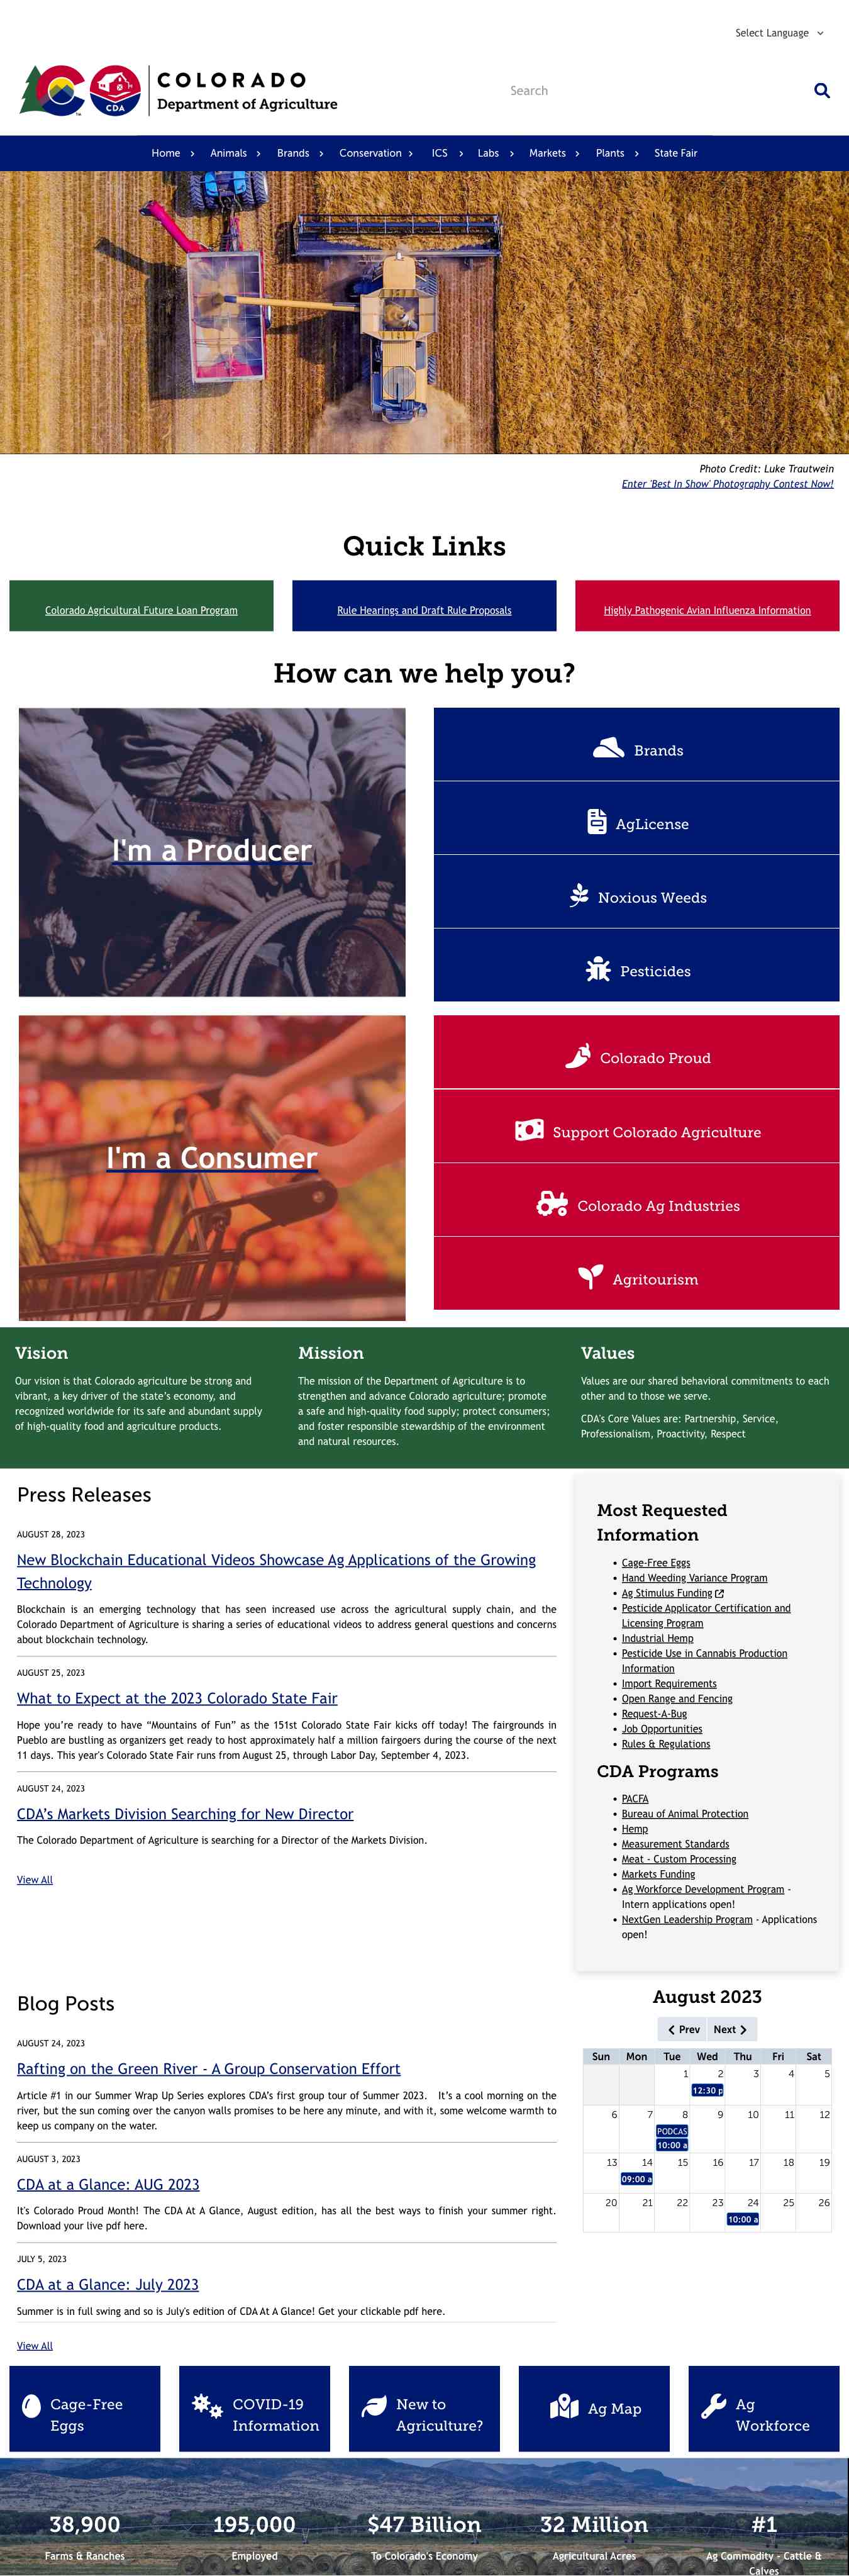 Select Language
COLORADO
Department of Agriculture
CDA
TM
Search
Home
Animals
Brands
Conservation
ICS
Labs
Markets
Plants
State Fair
Photo Credit: Luke Trautwein
Enter 'Best In Show' Photography Contest Now!
Quick Links
Colorado Agricultural Future Loan Program
Rule Hearings and Draft Rule Proposals
Highly Pathogenic Avian Influenza Information
How can we help you?
I'm a Producer
Brands
AgLicense
Noxious Weeds
Pesticides
I'm a Consumer
Colorado Proud
Support Colorado Agriculture
Colorado Ag Industries
Agritourism
Vision
Our vision is that Colorado agriculture be strong and
vibrant, a key driver of the state's economy, and
recognized worldwide for its safe and abundant supply
of high-quality food and agriculture products.
Mission
The mission of the Department of Agriculture is to
strengthen and advance Colorado agriculture; promote
a safe and high-quality food supply; protect consumers;
and foster responsible stewardship of the environment
and natural resources.
Values
Values are our shared behavioral commitments to each
other and to those we serve.
CDA's Core Values are: Partnership, Service,
Professionalism, Proactivity, Respect
Press Releases
AUGUST 28, 2023
New Blockchain Educational Videos Showcase Ag Applications of the Growing
Technology
Blockchain is an emerging technology that has seen increased use across the agricultural supply chain, and the
Colorado Department of Agriculture is sharing a series of educational videos to address general questions and concerns
about blockchain technology.
AUGUST 25, 2023
What to Expect at the 2023 Colorado State Fair
Hope you’re ready to have “Mountains of Fun” as the 151st Colorado State Fair kicks off today! The fairgrounds in
Pueblo are bustling as organizers get ready to host approximately half a million fairgoers during the course of the next
11 days. This year's Colorado State Fair runs from August 25, through Labor Day, September 4, 2023.
AUGUST 24, 2023
CDA’s Markets Division Searching for New Director
The Colorado Department of Agriculture is searching for a Director of the Markets Division.
View All
Most Requested
Information
Cage-Free Eggs
Hand Weeding Variance Program
Ag Stimulus Funding
Pesticide Applicator Certification and
Licensing Program
Industrial Hemp
Pesticide Use in Cannabis Production
Information
Import Requirements
Open Range and Fencing
Request-A-Bug
Job Opportunities
Rules & Regulations
CDA Programs
PACFA
Bureau of Animal Protection
Hemp
Measurement Standards
Meat - Custom Processing
Markets Funding
Ag Workforce Development Program -
Intern applications open!
NextGen Leadership Program - Applications
open!
Blog Posts
AUGUST 24, 2023
Rafting on the Green River - A Group Conservation Effort
Article #1 in our Summer Wrap Up Series explores CDA’s first group tour of Summer 2023. It’s a cool morning on the
river, but the sun coming over the canyon walls promises to be here any minute, and with it, some welcome warmth to
keep us company on the water.
AUGUST 3, 2023
CDA at a Glance: AUG 2023
It's Colorado Proud Month! The CDA At A Glance, August edition, has all the best ways to finish your summer right.
Download your live pdf here.
JULY 5, 2023
CDA at a Glance: July 2023
Summer is in full swing and so is July's edition of CDA At A Glance! Get your clickable pdf here.
View All
August 2023
Prev Next
Sun Mon Tue Wed Thu Fri Sat
1 2 3 4 5
12:30 p
6 7 8 9 10 11 12
PODCAS
10:00 a
13 14 15 16 17 18 19
09:00 a
20 21 22 23 24 25 26
10:00 a
Cage-Free
Eggs
COVID-19
Information
New to
Agriculture?
Ag Map
Ag
Workforce
38,900
Farms & Ranches
195,000
Employed
$47 Billion
To Colorado's Economy
32 Million
Agricultural Acres
#1
Ag Commodity - Cattle &
Calves